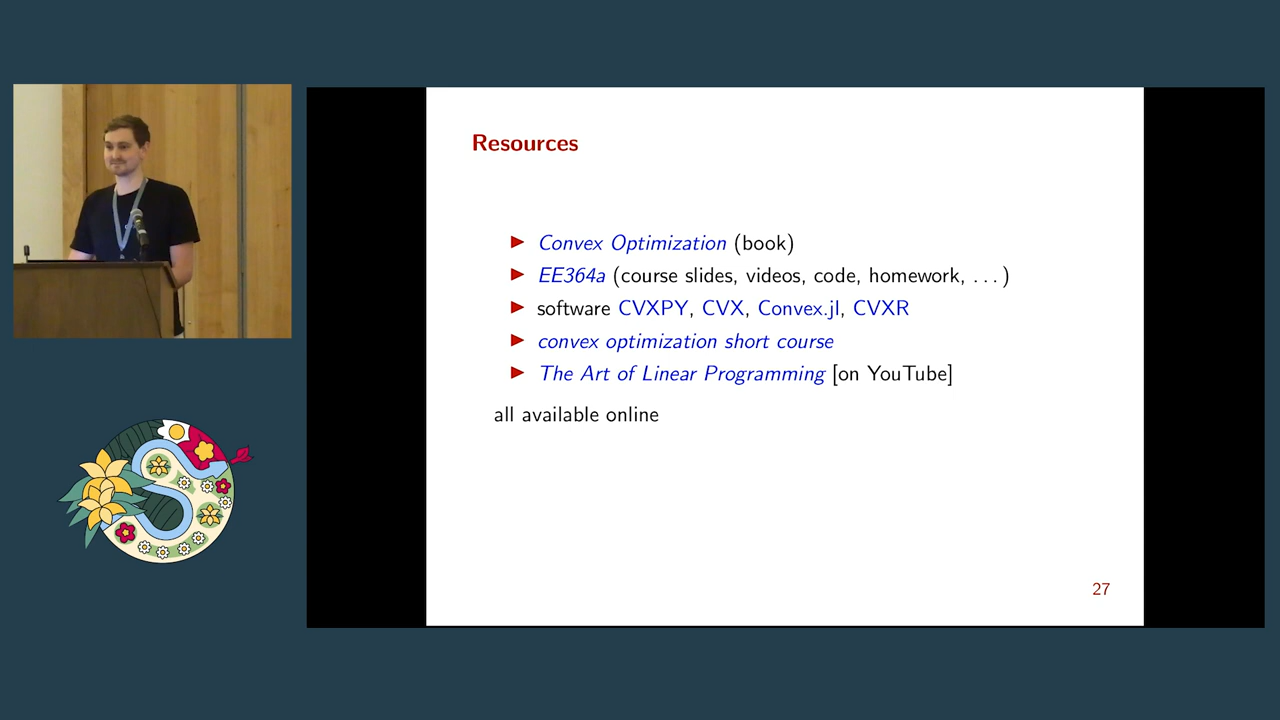 Resources
▶ Convex Optimization (book)
▶ EE364a (course slides, videos, code, homework, ...)
▶ software CVXPY, CVX, Convex.jl, CVXR
▶ convex optimization short course
▶ The Art of Linear Programming [on YouTube]
all available online
27